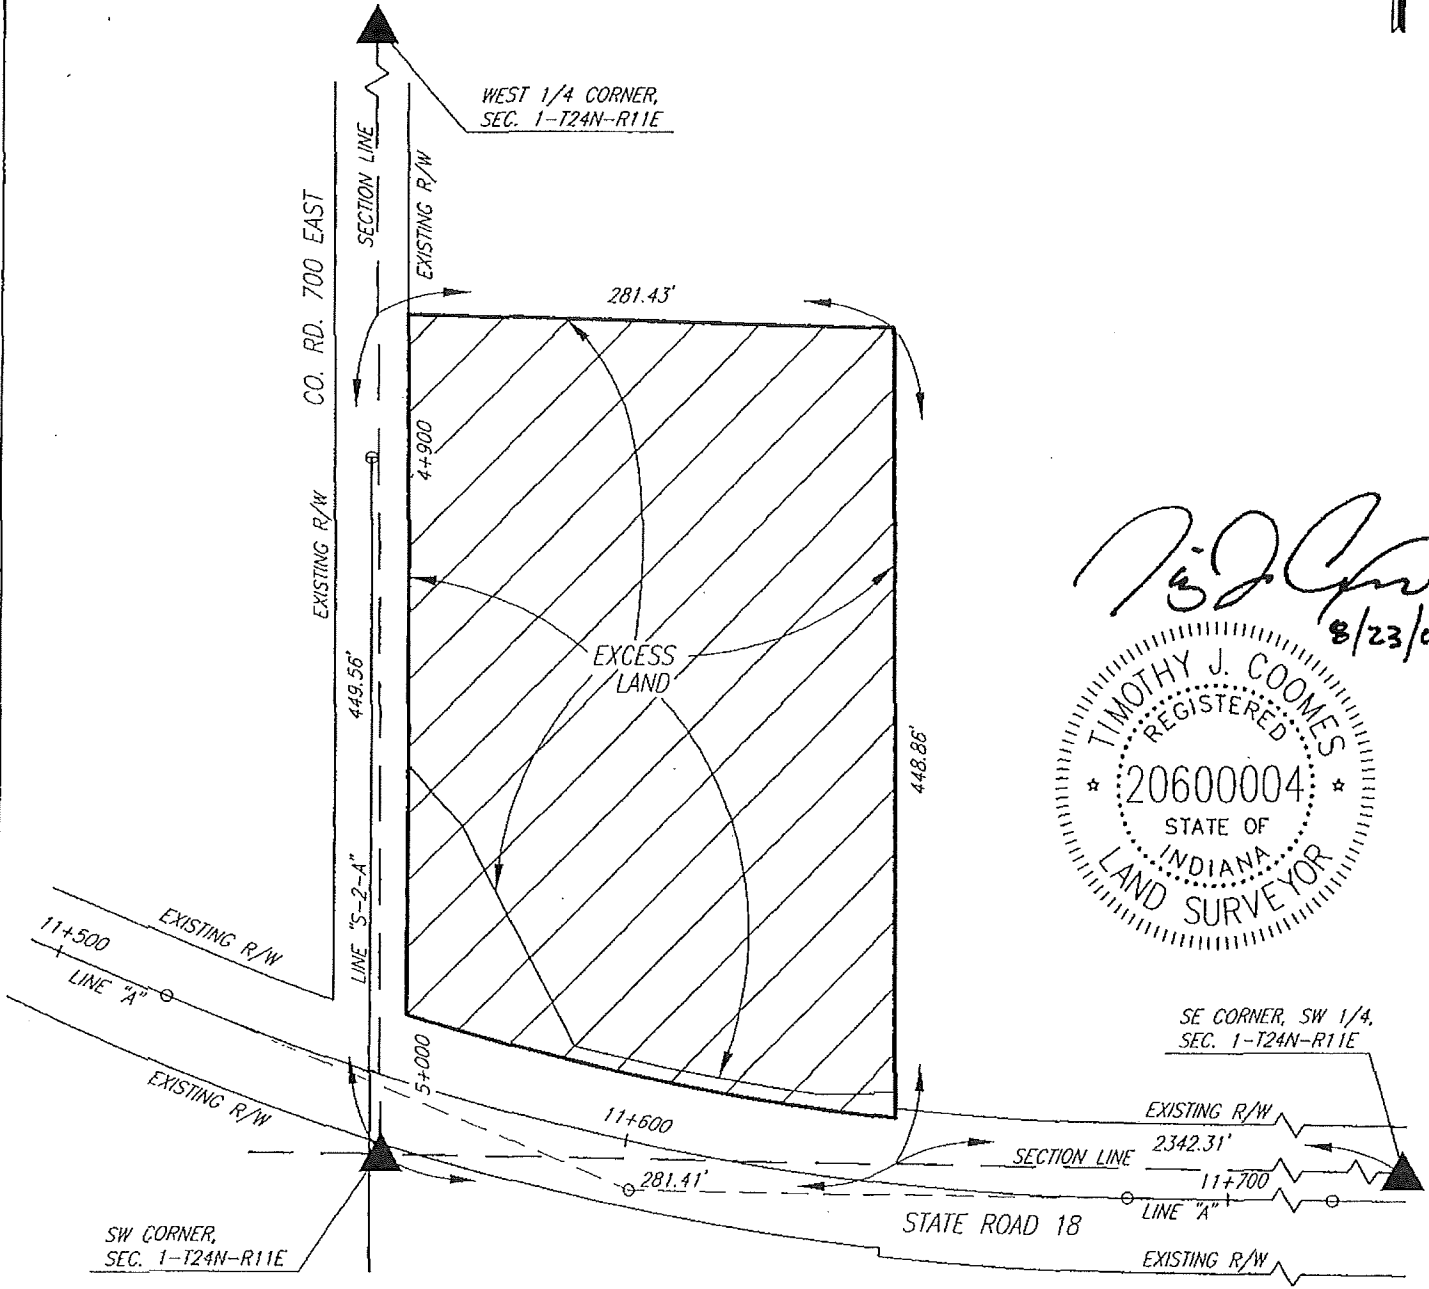 WEST 1/4 CORNER,
SEC. 1-T24N-R11E
SECTION LINE
EXISTING R/W
CO. RD. 700 EAST
281.43'
4+900
EXISTING R/W
EXCESS
LAND
449.56'
448.86'
8/23/0
TIMOTHY J. COOMES
REGISTERED
20600004
STATE OF
INDIANA
LAND SURVEYOR
LINE "S-2-A"
EXISTING R/W
11+500
LINE "A"
5+000
EXISTING R/W
11+600
SE CORNER, SW 1/4,
SEC. 1-T24N-R11E
EXISTING R/W
2342.31'
SECTION LINE
281.41'
11+700
LINE "A"
STATE ROAD 18
SW CORNER,
SEC. 1-T24N-R11E
EXISTING R/W